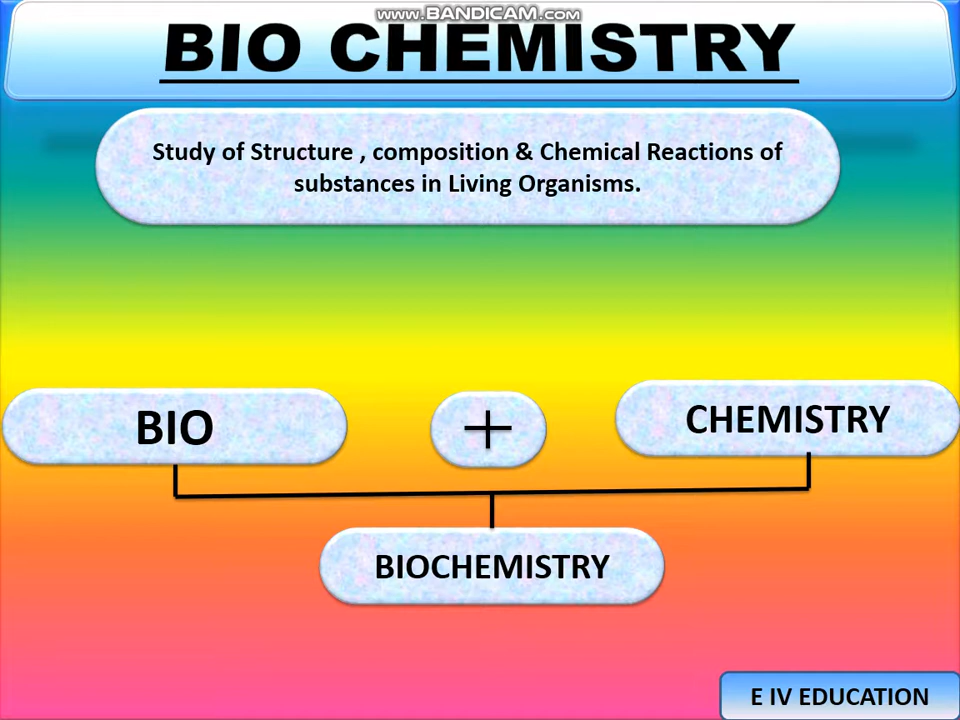 www.BANDICAM.com
BIO CHEMISTRY
Study of Structure , composition & Chemical Reactions of
substances in Living Organisms.
BIO
+
CHEMISTRY
BIOCHEMISTRY
E IV EDUCATION